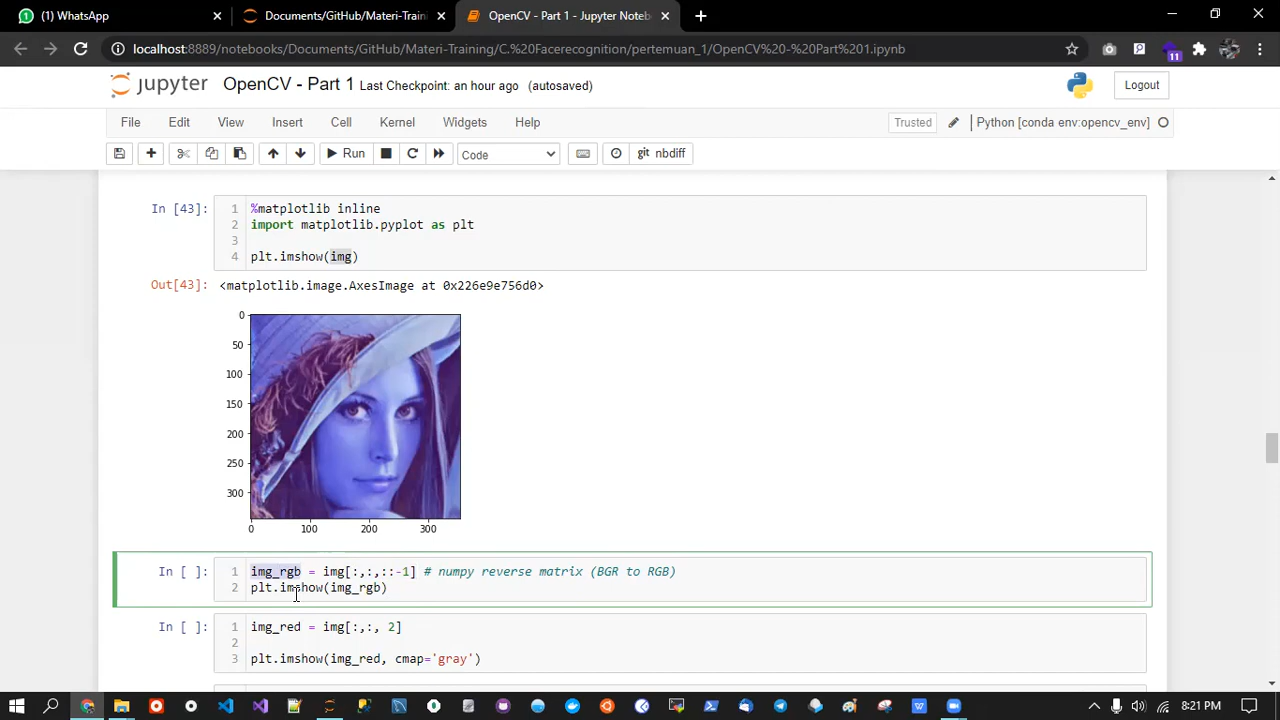 (1) WhatsApp
Documents/GitHub/Materi-Traini
OpenCV - Part 1 - Jupyter Noteb
localhost:8889/notebooks/Documents/GitHub/Materi-Training/C.%20Facerecognition/pertemuan_1/OpenCV%20-%20Part%201.ipynb
11
jupyter OpenCV - Part 1 Last Checkpoint: an hour ago (autosaved)
Logout
File Edit View Insert Cell Kernel Widgets Help
Trusted
Python [conda env:opencv_env]
Run
Code
git nbdiff
In [43]:
1 %matplotlib inline
2 import matplotlib.pyplot as plt
3
4 plt.imshow(img)
Out[43]: <matplotlib.image.AxesImage at 0x226e9e756d0>
0
50
100
150
200
250
300
0 100 200 300
In [ ]:
1 img_rgb = img[:,:,::-1] # numpy reverse matrix (BGR to RGB)
2 plt.imshow(img_rgb)
In [ ]:
1 img_red = img[:,:, 2]
2
3 plt.imshow(img_red, cmap='gray')
8:21 PM